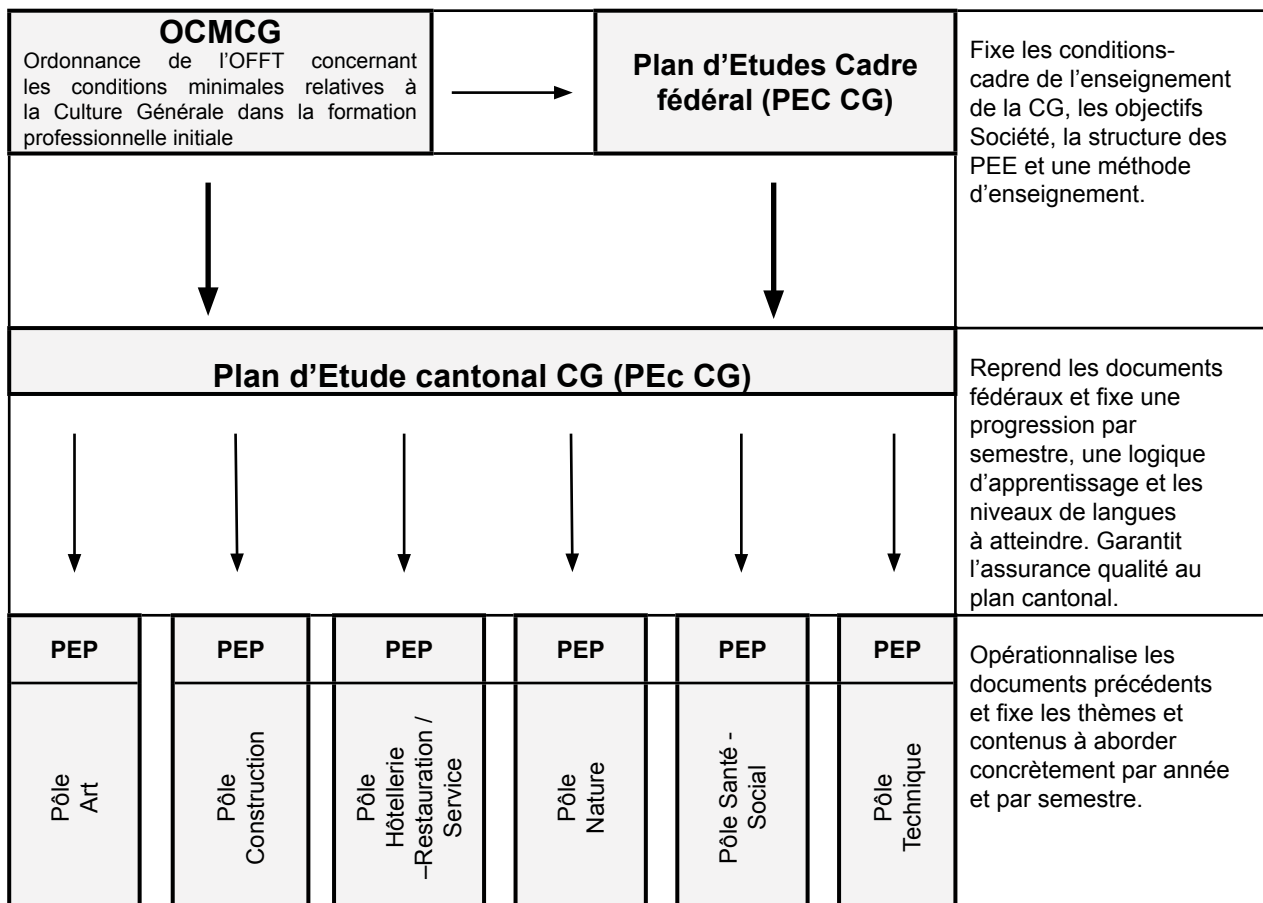 OCMCG
Ordonnance de l'OFFT concernant
les conditions minimales relatives à
la Culture Générale dans la formation
professionnelle initiale
Plan d'Etudes Cadre
fédéral (PEC CG)
Fixe les conditions-
cadre de l'enseignement
de la CG, les objectifs
Société, la structure des
PEE et une méthode
d'enseignement.
Plan d'Etude cantonal CG (PEc CG)
Reprend les documents
fédéraux et fixe une
progression par
semestre, une logique
d'apprentissage et les
niveaux de langues
à atteindre. Garantit
l'assurance qualité au
plan cantonal.
PEP
PEP
PEP
PEP
PEP
PEP
Pôle
Art
Pôle
Construction
Pôle
Hôtellerie
–Restauration /
Service
Pôle
Nature
Pôle Santé -
Social
Pôle
Technique
Opérationnalise les
documents précédents
et fixe les thèmes et
contenus à aborder
concrètement par année
et par semestre.